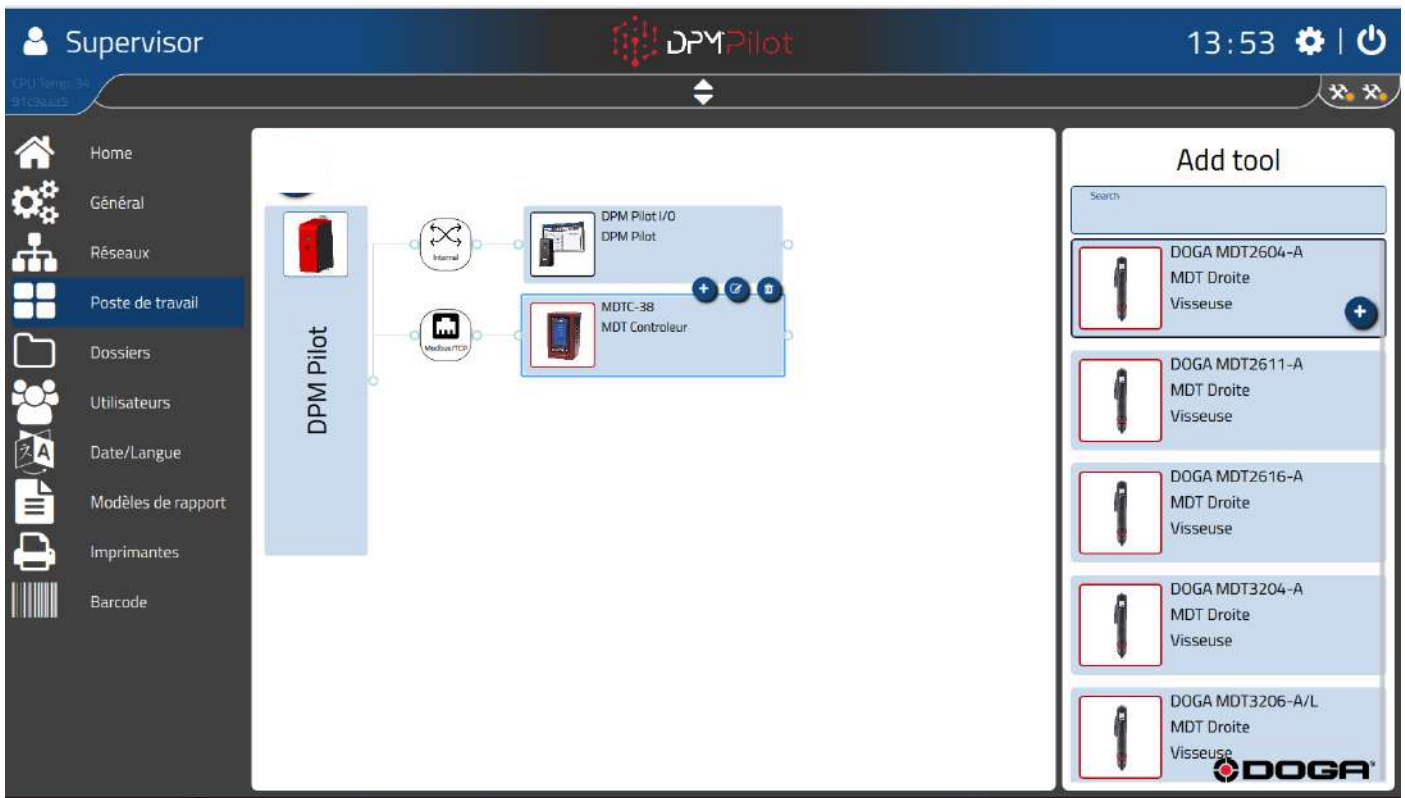 Supervisor
DPMPilot
13:53
CPU Temp: 34
Home
Général
Réseaux
Poste de travail
Dossiers
Utilisateurs
Date/Langue
Modèles de rapport
Imprimantes
Barcode
DPM Pilot
Internal
DPM Pilot I/O
DPM Pilot
Modbus/TCP
MDTC-38
MDT Controleur
Add tool
Search
DOGA MDT2604-A
MDT Droite
Visseuse
DOGA MDT2611-A
MDT Droite
Visseuse
DOGA MDT2616-A
MDT Droite
Visseuse
DOGA MDT3204-A
MDT Droite
Visseuse
DOGA MDT3206-A/L
MDT Droite
Visseuse
DOGA